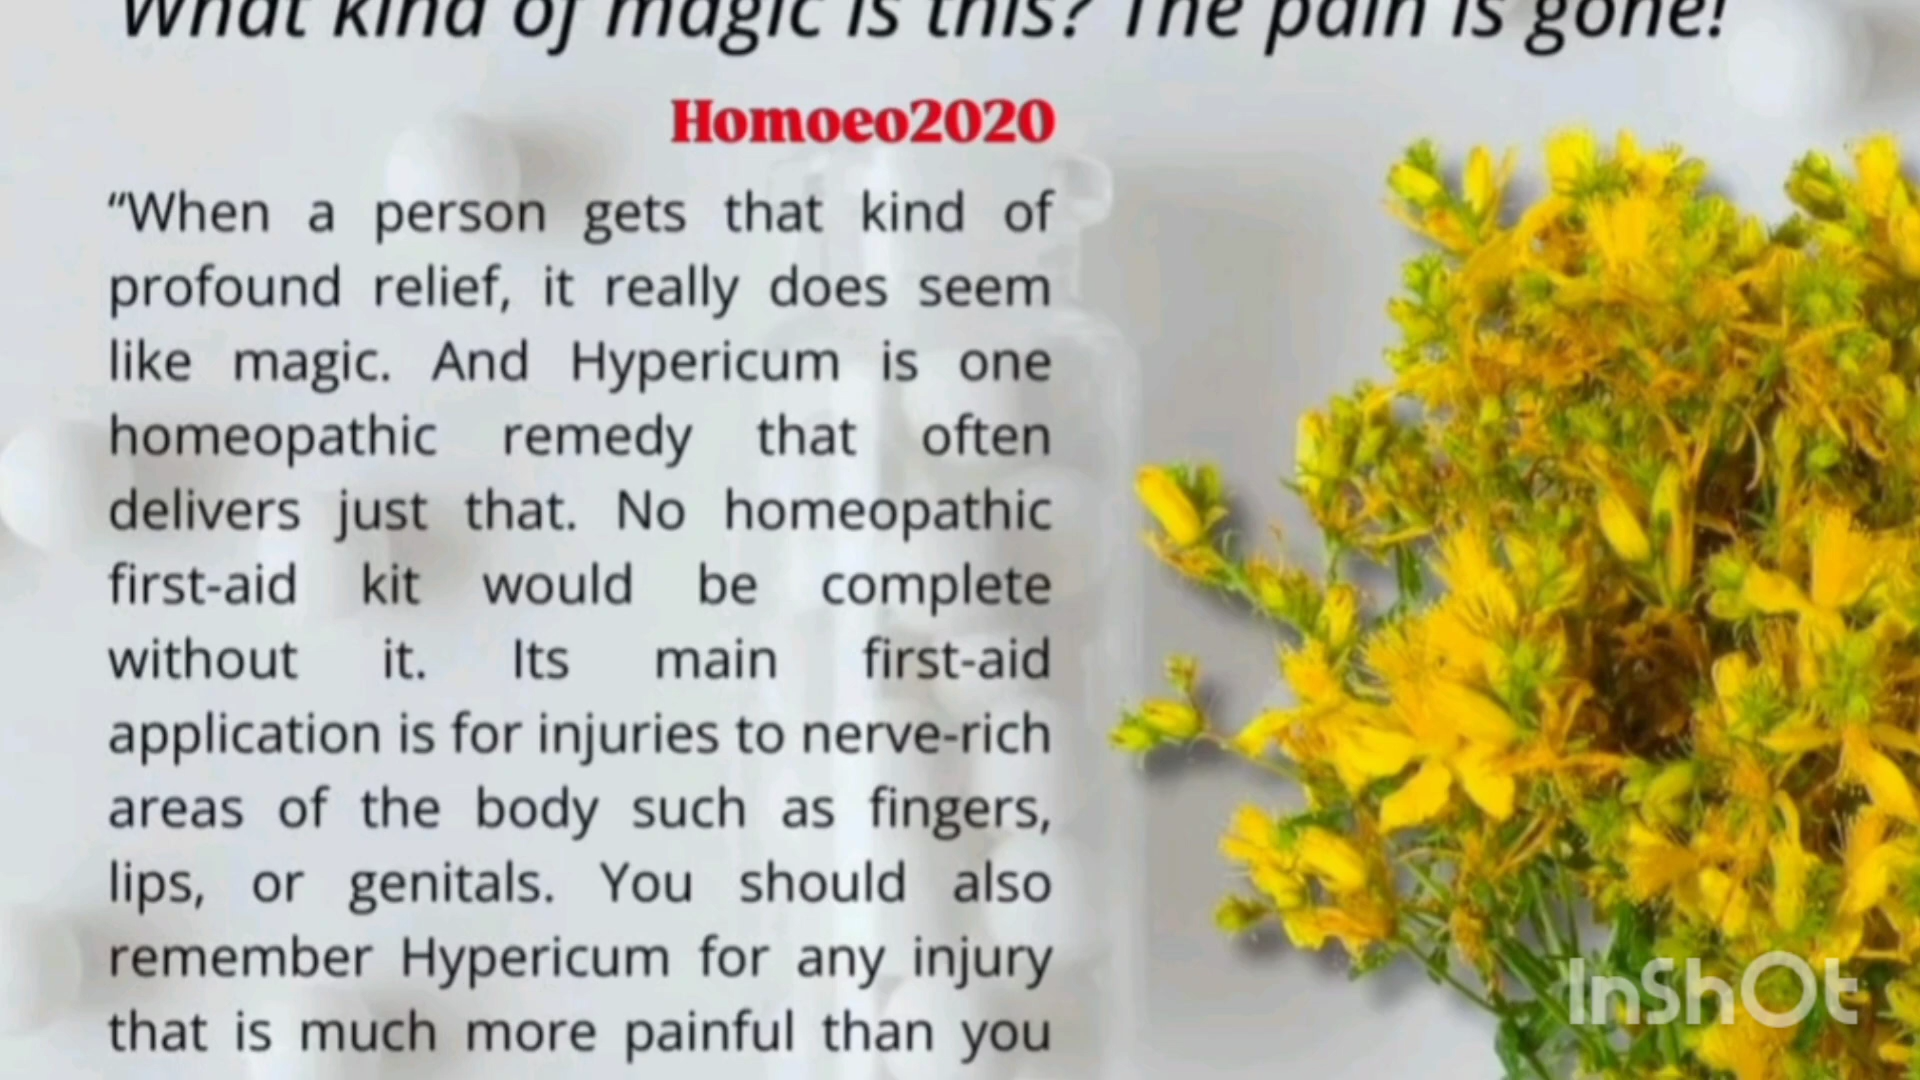 What kind of magic is this? The pain is gone!
Homoeo2020
“When a person gets that kind of
profound relief, it really does seem
like magic. And Hypericum is one
homeopathic remedy that often
delivers just that. No homeopathic
first-aid kit would be complete
without it. Its main first-aid
application is for injuries to nerve-rich
areas of the body such as fingers,
lips, or genitals. You should also
remember Hypericum for any injury
that is much more painful than you
InShOt